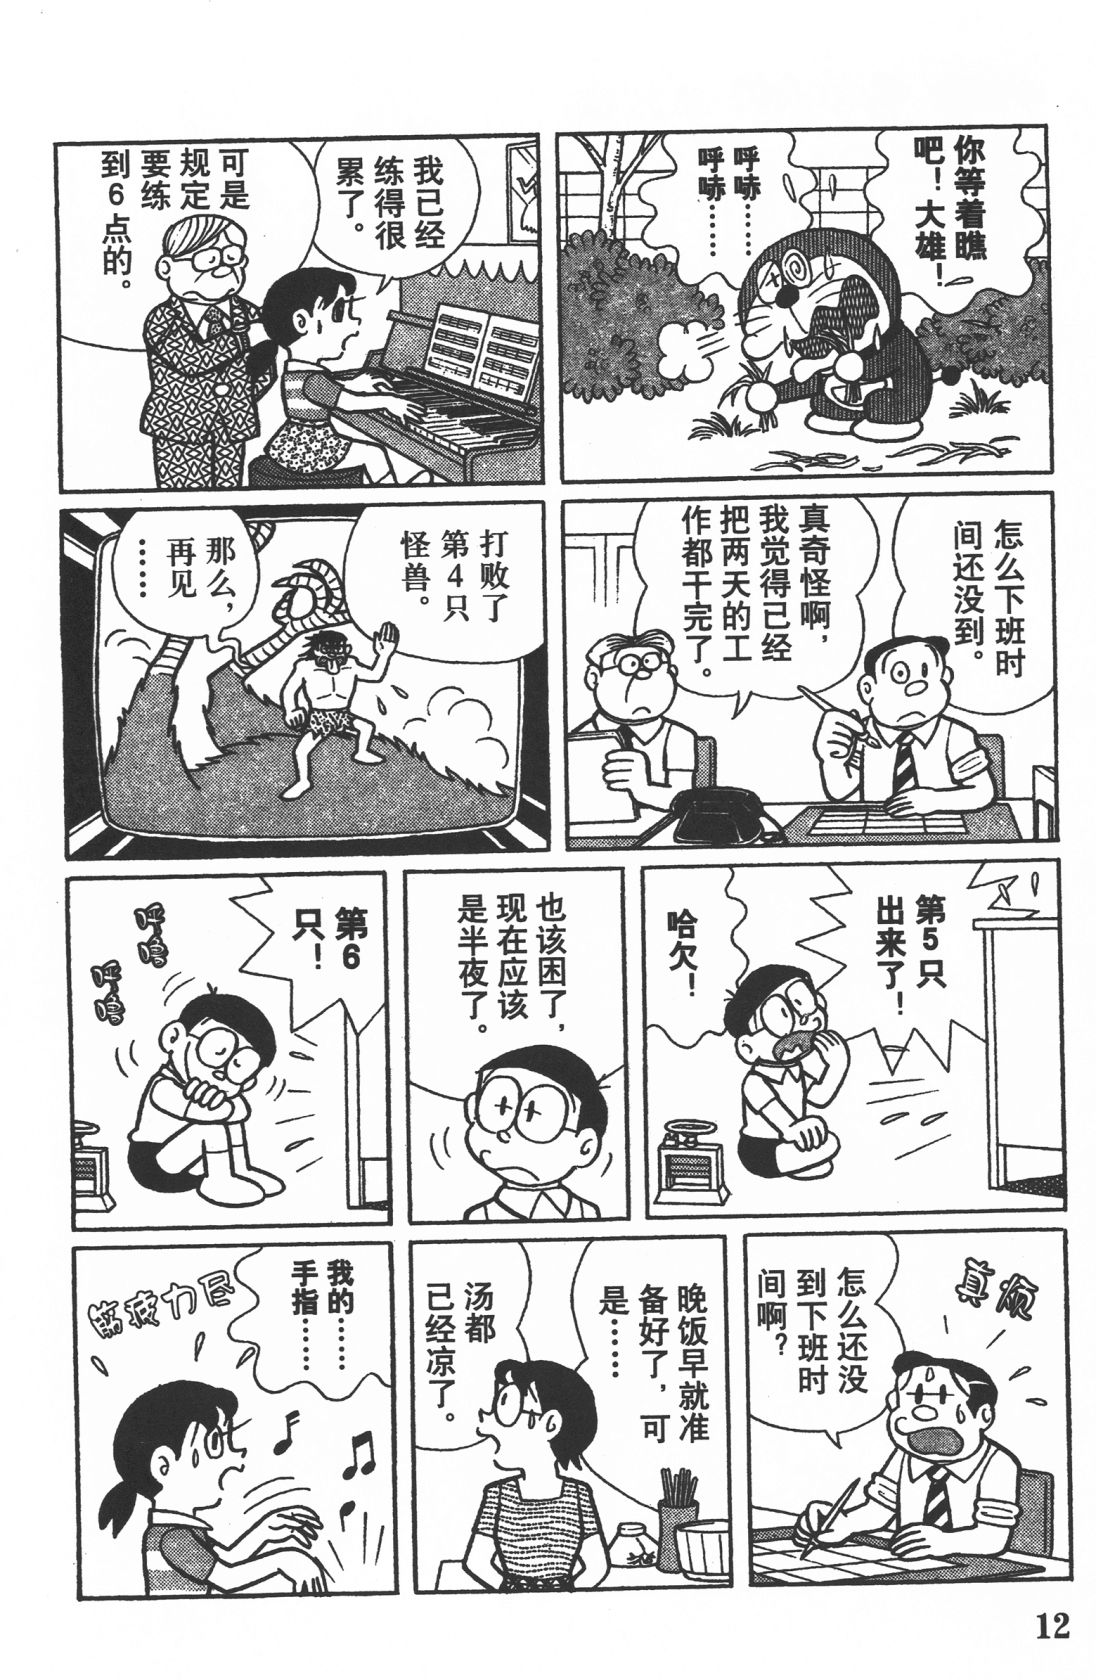 你等着瞧
吧！大雄！
呼哧……
呼哧……
我已经
练得很
累了。
可是
规定
要练
到6点的。
怎么下班时
间还没到。
真奇怪啊，
我觉得已经
把两天的工
作都干完了。
打败了
第4只
怪兽。
那么，
再见
……
第5只
出来了！
哈欠！
也该困了，
现在应该
是半夜了。
第6
只！
呼噜
呼噜
真烦
怎么还没
到下班时
间啊？
晚饭早就准
备好了，可
是……
汤都
已经凉了。
我的……
手指……
筋疲力尽
12